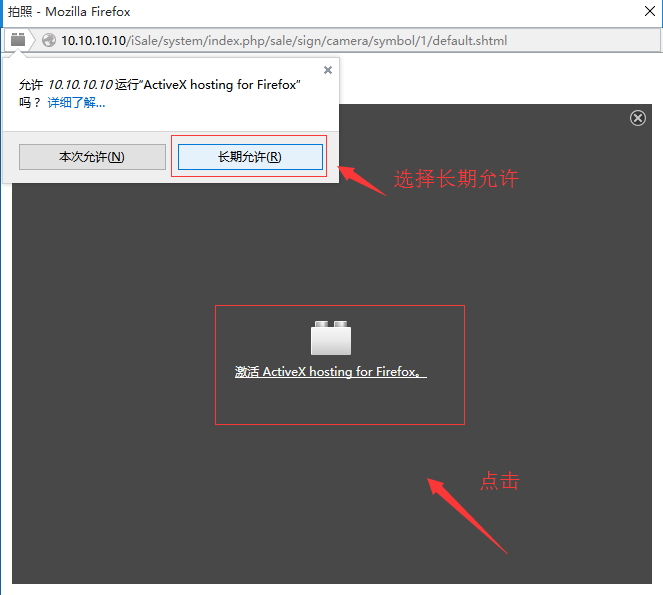 拍照 - Mozilla Firefox
10.10.10.10/iSale/system/index.php/sale/sign/camera/symbol/1/default.shtml
允许 10.10.10.10 运行“ActiveX hosting for Firefox”
吗？ 详细了解...
本次允许(N)
长期允许(R)
选择长期允许
激活 ActiveX hosting for Firefox。
点击